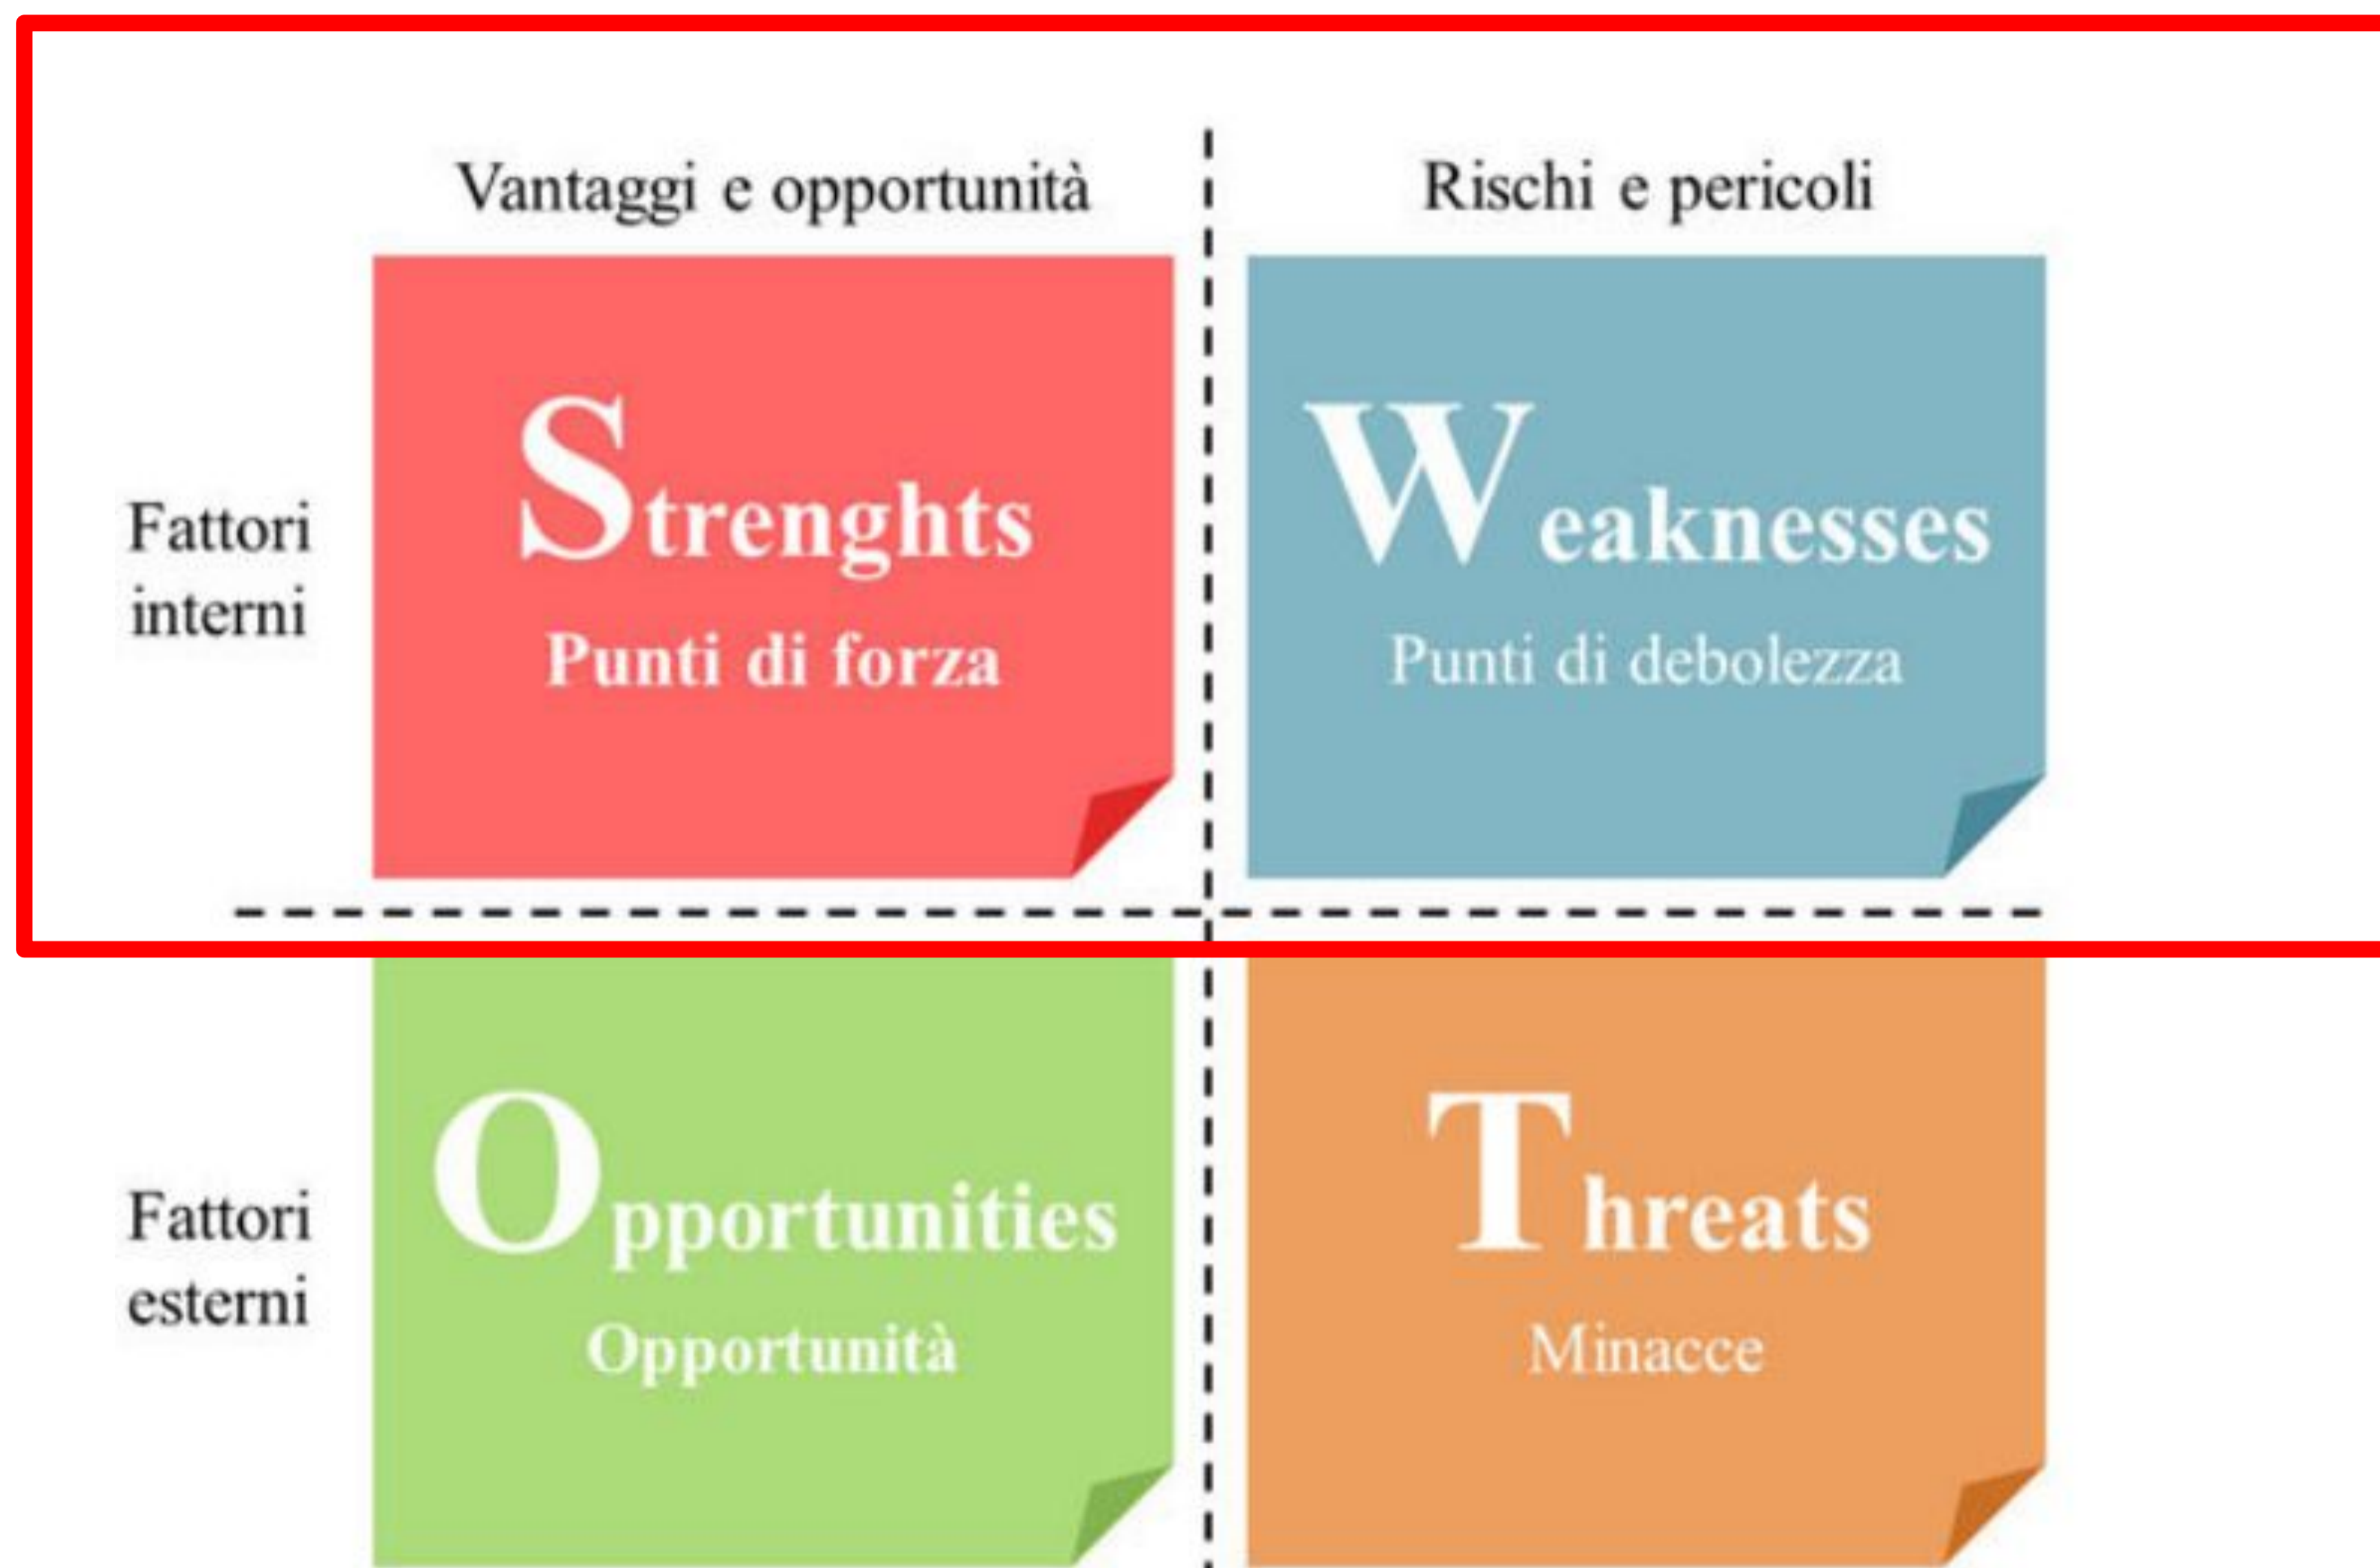 Vantaggi e opportunità
Rischi e pericoli
Fattori
interni
Strenghts
Punti di forza
Weaknesses
Punti di debolezza
Fattori
esterni
Opportunities
Opportunità
Threats
Minacce